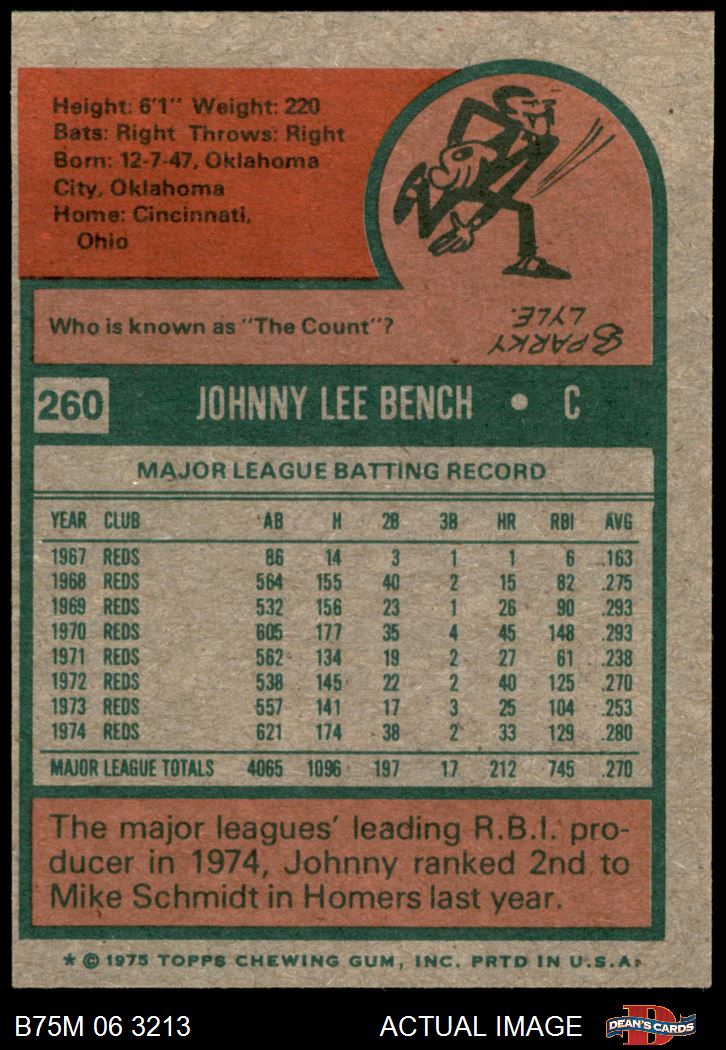 Height: 6'1" Weight: 220
Bats: Right Throws: Right
Born: 12-7-47, Oklahoma
City, Oklahoma
Home: Cincinnati,
Ohio
Who is known as "The Count"?
SPARKY
LYLE.
260 JOHNNY LEE BENCH • C
MAJOR LEAGUE BATTING RECORD
YEAR CLUB AB H 2B 3B HR RBI AVG
1967 REDS 86 14 3 1 1 6 .163
1968 REDS 564 155 40 2 15 82 .275
1969 REDS 532 156 23 1 26 90 .293
1970 REDS 605 177 35 4 45 148 .293
1971 REDS 562 134 19 2 27 61 .238
1972 REDS 538 145 22 2 40 125 .270
1973 REDS 557 141 17 3 25 104 .253
1974 REDS 621 174 38 2 33 129 .280
MAJOR LEAGUE TOTALS 4065 1096 197 17 212 745 .270
The major leagues' leading R.B.I. pro-
ducer in 1974, Johnny ranked 2nd to
Mike Schmidt in Homers last year.
* © 1975 TOPPS CHEWING GUM, INC. PRTD IN U.S.A.
B75M 06 3213 ACTUAL IMAGE D DEAN'S CARDS